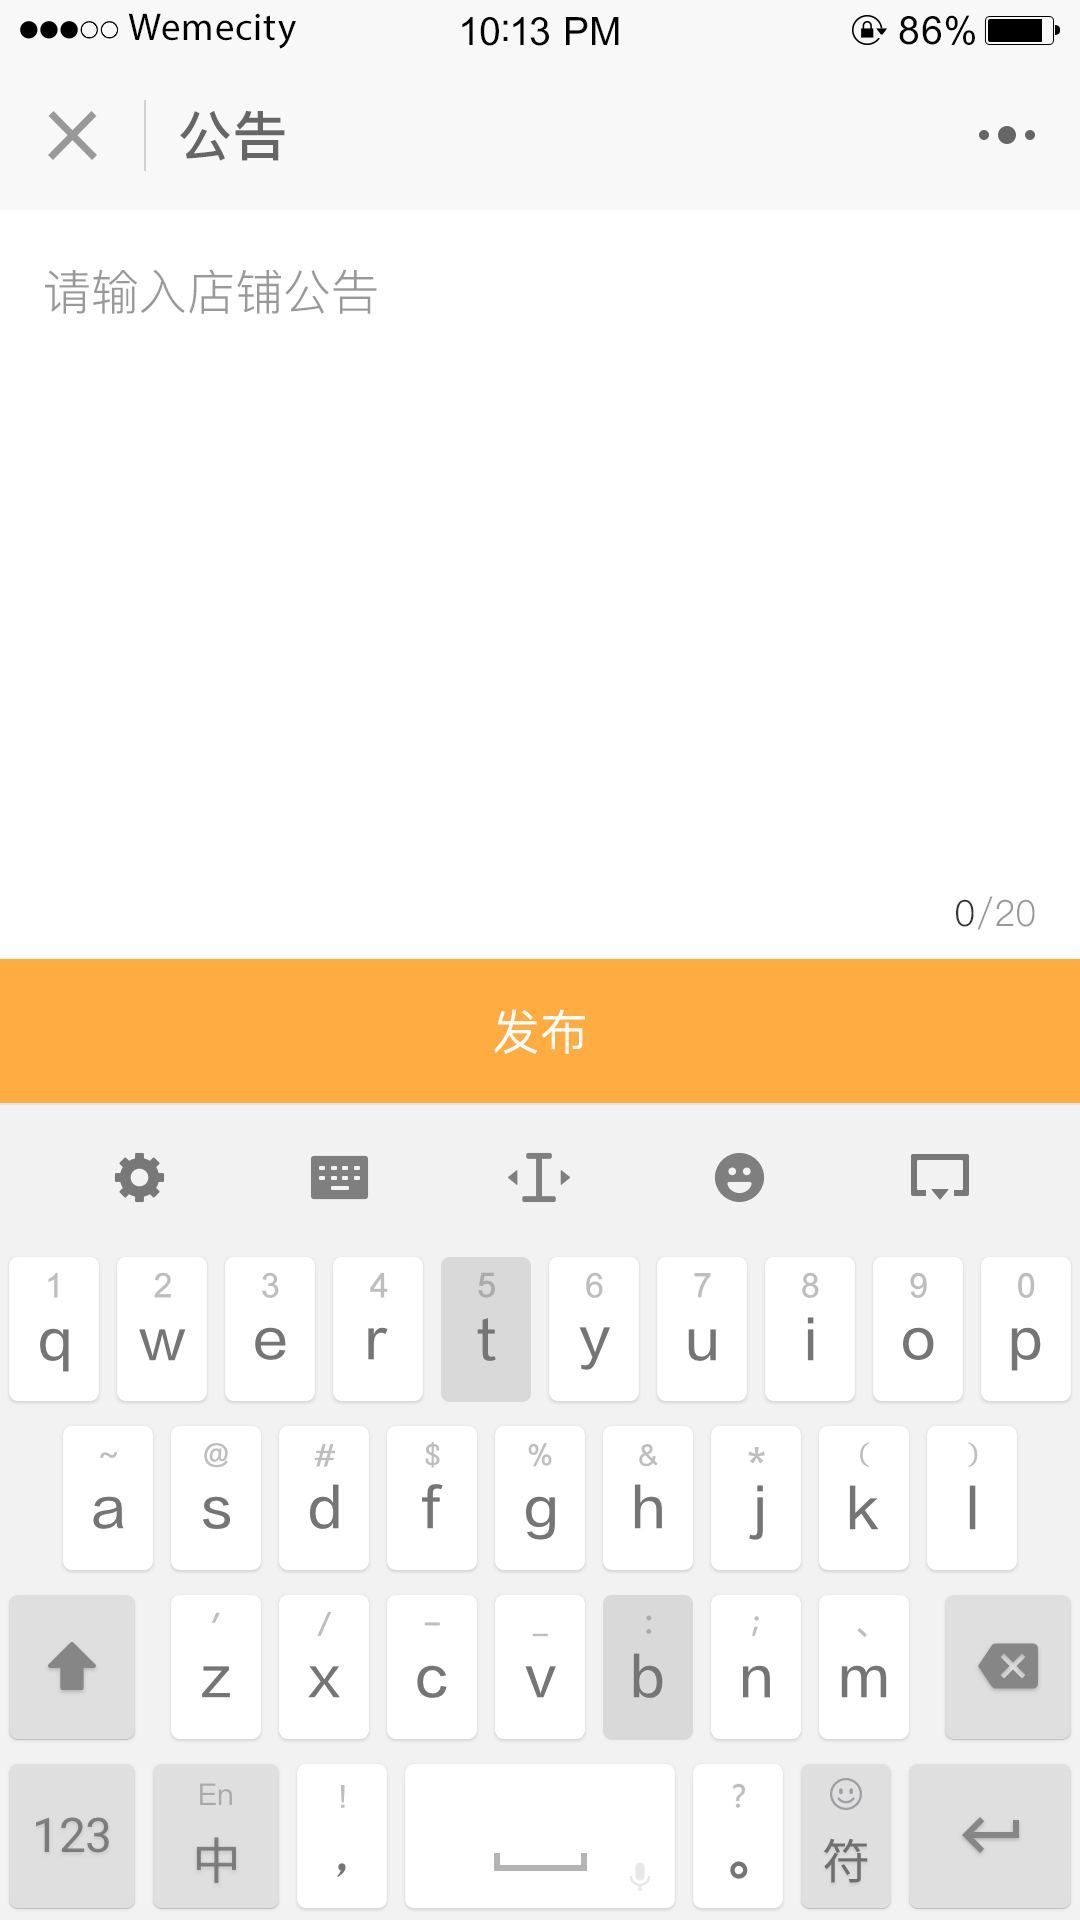 Wemecity 10:13 PM 86%
公告
请输入店铺公告
0/20
发布
1 2 3 4 5 6 7 8 9 0
q w e r t y u i o p
~ @ # $ % & * ( )
a s d f g h j k l
′ / − _ : ; 、
z x c v b n m
En ! ?
123 中 , 。 符